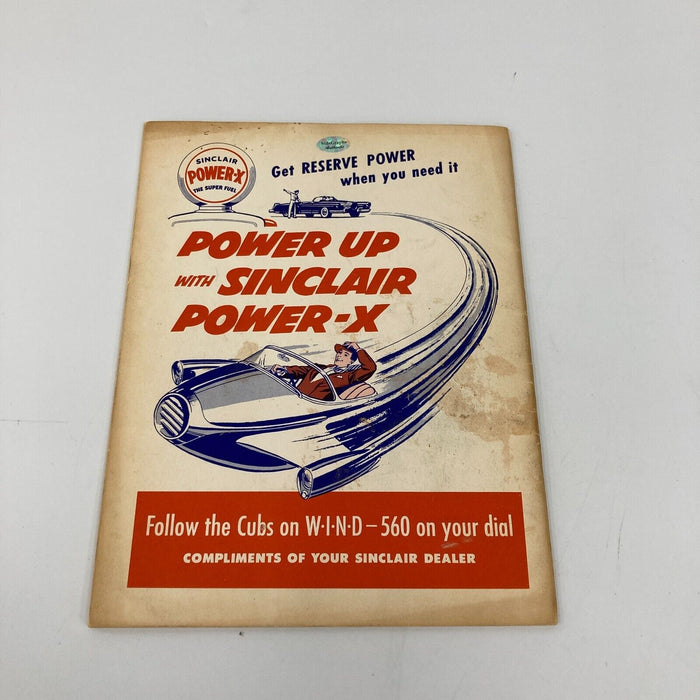 SINCLAIR
POWER-X
THE SUPER FUEL
Get RESERVE POWER
when you need it
POWER UP
WITH SINCLAIR
POWER-X
Follow the Cubs on W·I·N·D – 560 on your dial
COMPLIMENTS OF YOUR SINCLAIR DEALER